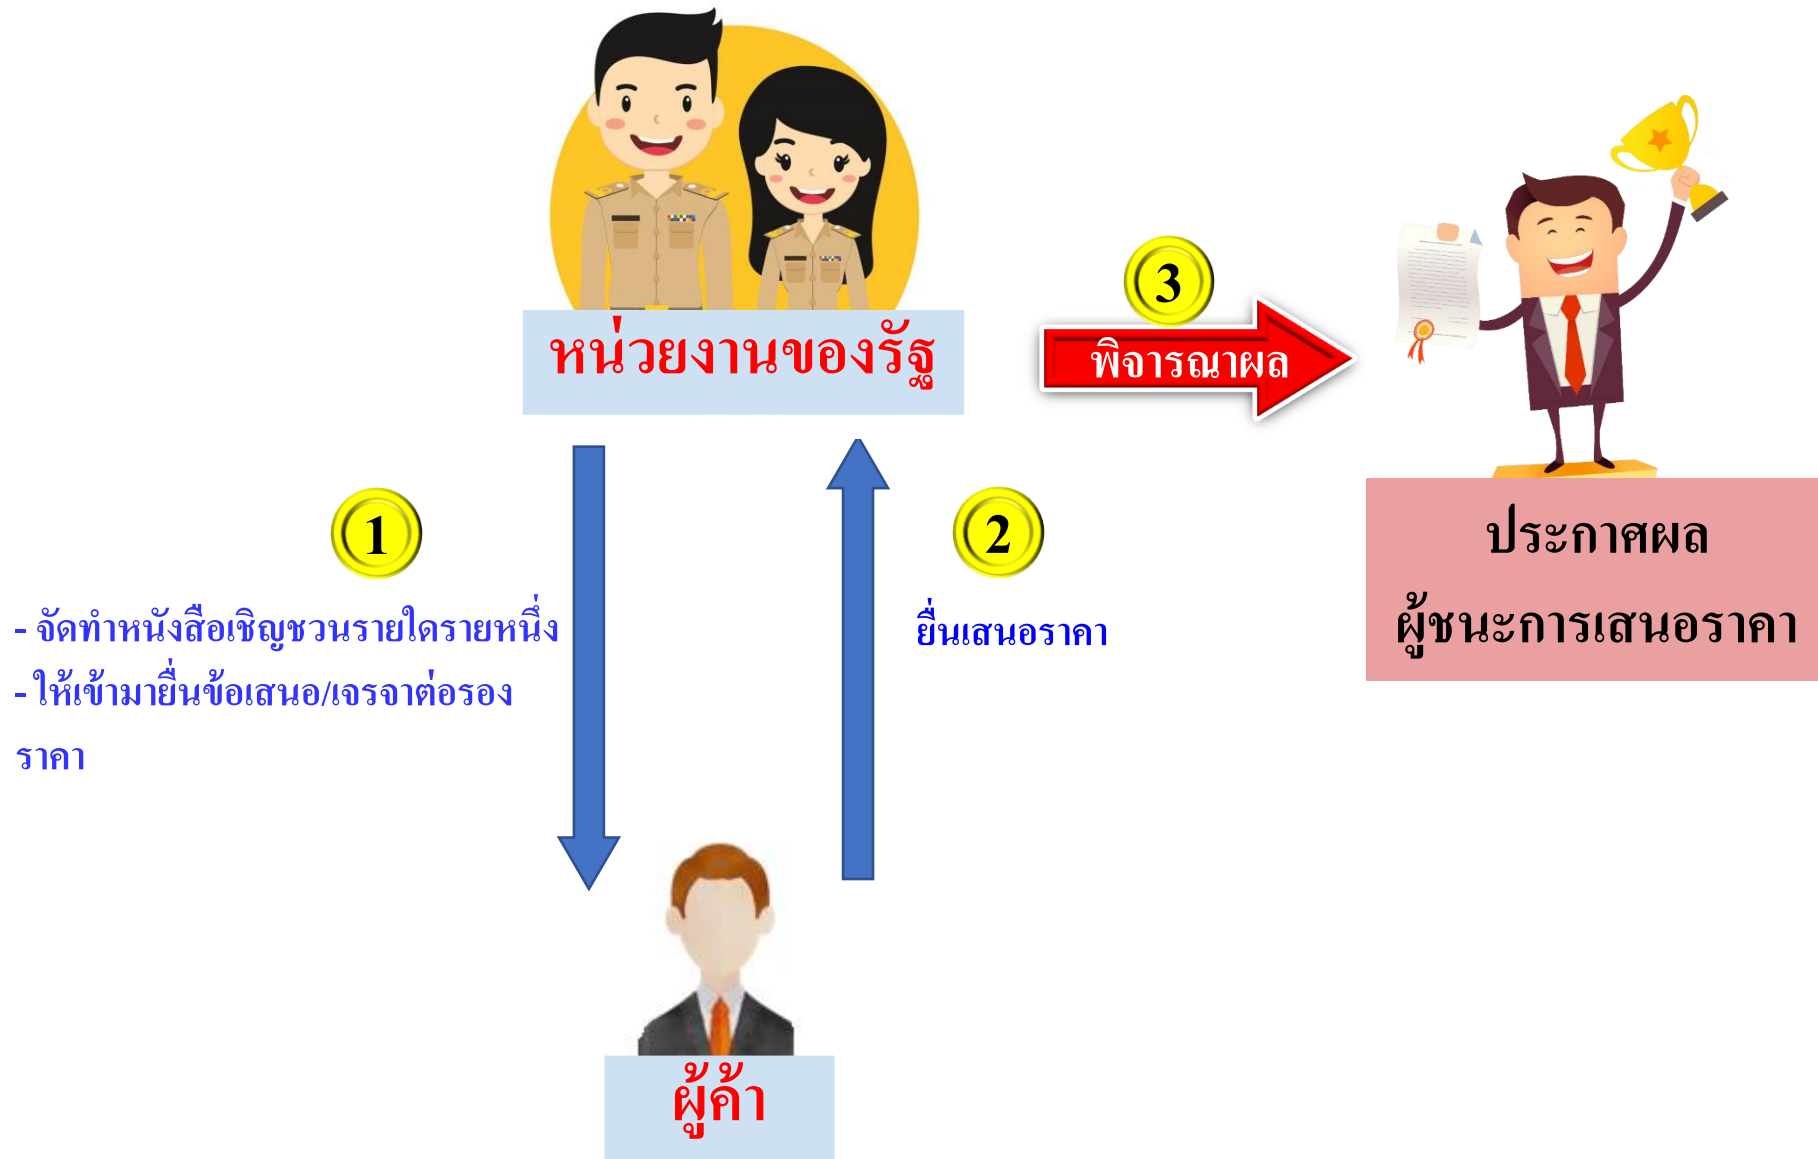 หน่วยงานของรัฐ
3
พิจารณาผล
1
- จัดทำหนังสือเชิญชวนรายใดรายหนึ่ง
- ให้เข้ามายื่นข้อเสนอ/เจรจาต่อรอง
ราคา
2
ยื่นเสนอราคา
ประกาศผล
ผู้ชนะการเสนอราคา
ผู้ค้า